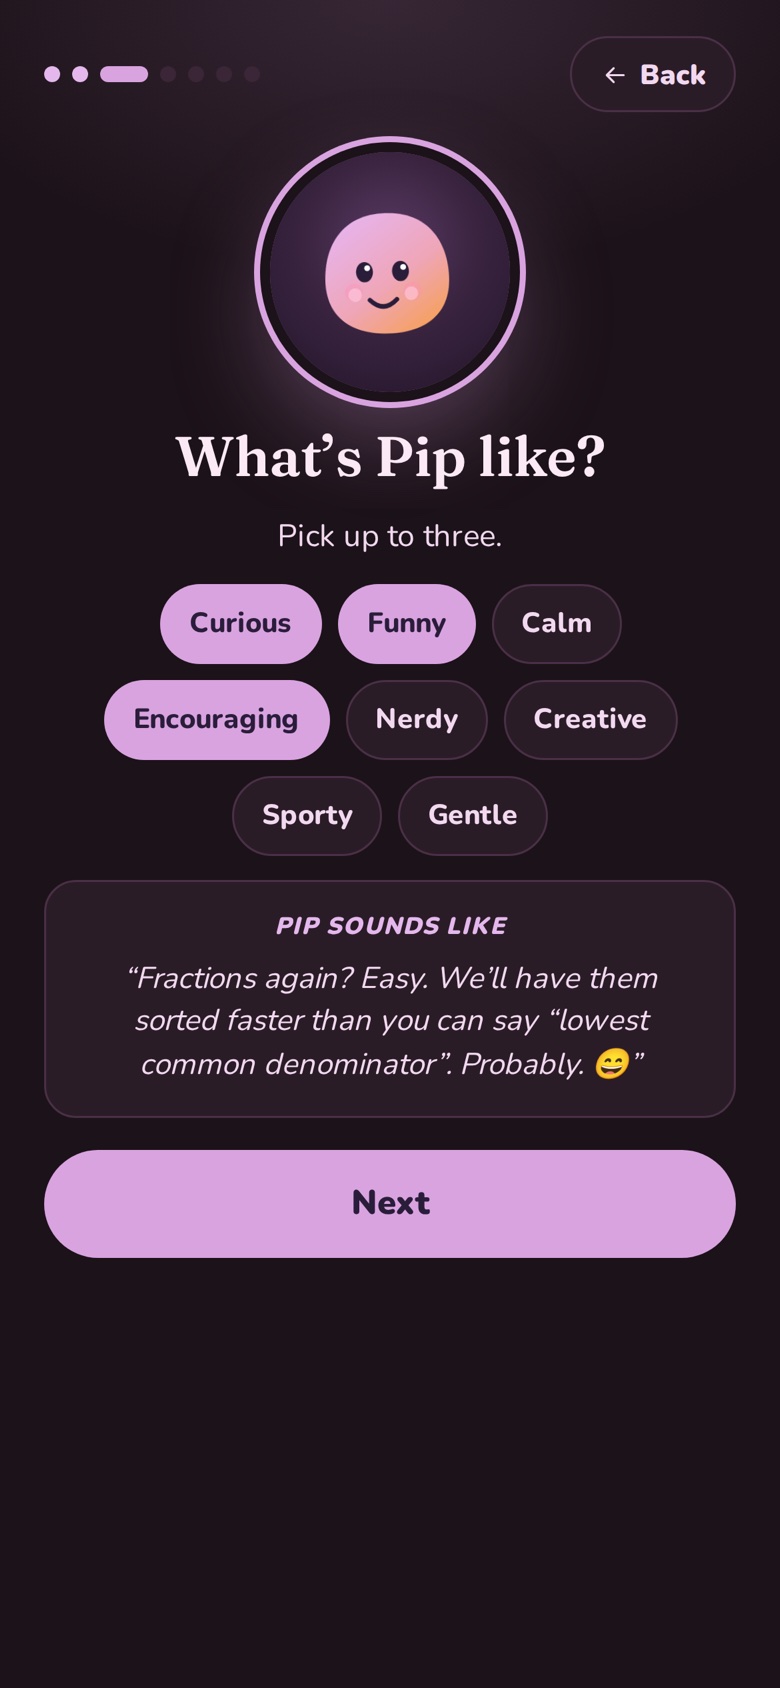 ← Back
What’s Pip like?
Pick up to three.
Curious Funny Calm
Encouraging Nerdy Creative
Sporty Gentle
PIP SOUNDS LIKE
“Fractions again? Easy. We’ll have them
sorted faster than you can say “lowest
common denominator”. Probably. 😄”
Next